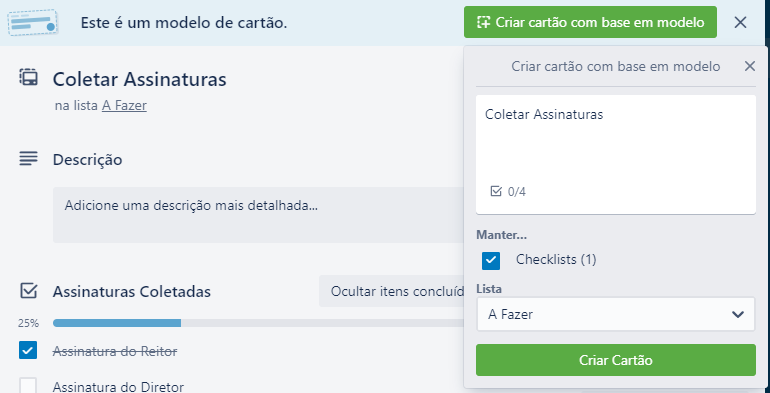 Este é um modelo de cartão.
Criar cartão com base em modelo
Coletar Assinaturas
na lista A Fazer
Descrição
Adicione uma descrição mais detalhada...
Assinaturas Coletadas
Ocultar itens concluíd
25%
Assinatura do Reitor
Assinatura do Diretor
Criar cartão com base em modelo
Coletar Assinaturas
0/4
Manter...
Checklists (1)
Lista
A Fazer
Criar Cartão